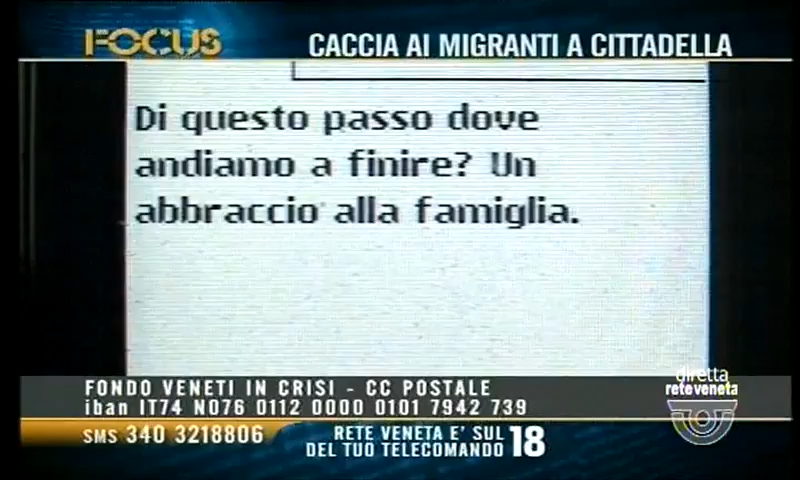 FOCUS
CACCIA AI MIGRANTI A CITTADELLA
Di questo passo dove
andiamo a finire? Un
abbraccio alla famiglia.
FONDO VENETI IN CRISI - CC POSTALE
iban IT74 N076 0112 0000 0101 7942 739
diretta
reteveneta
SMS 340 3218806
RETE VENETA E' SUL
DEL TUO TELECOMANDO
18